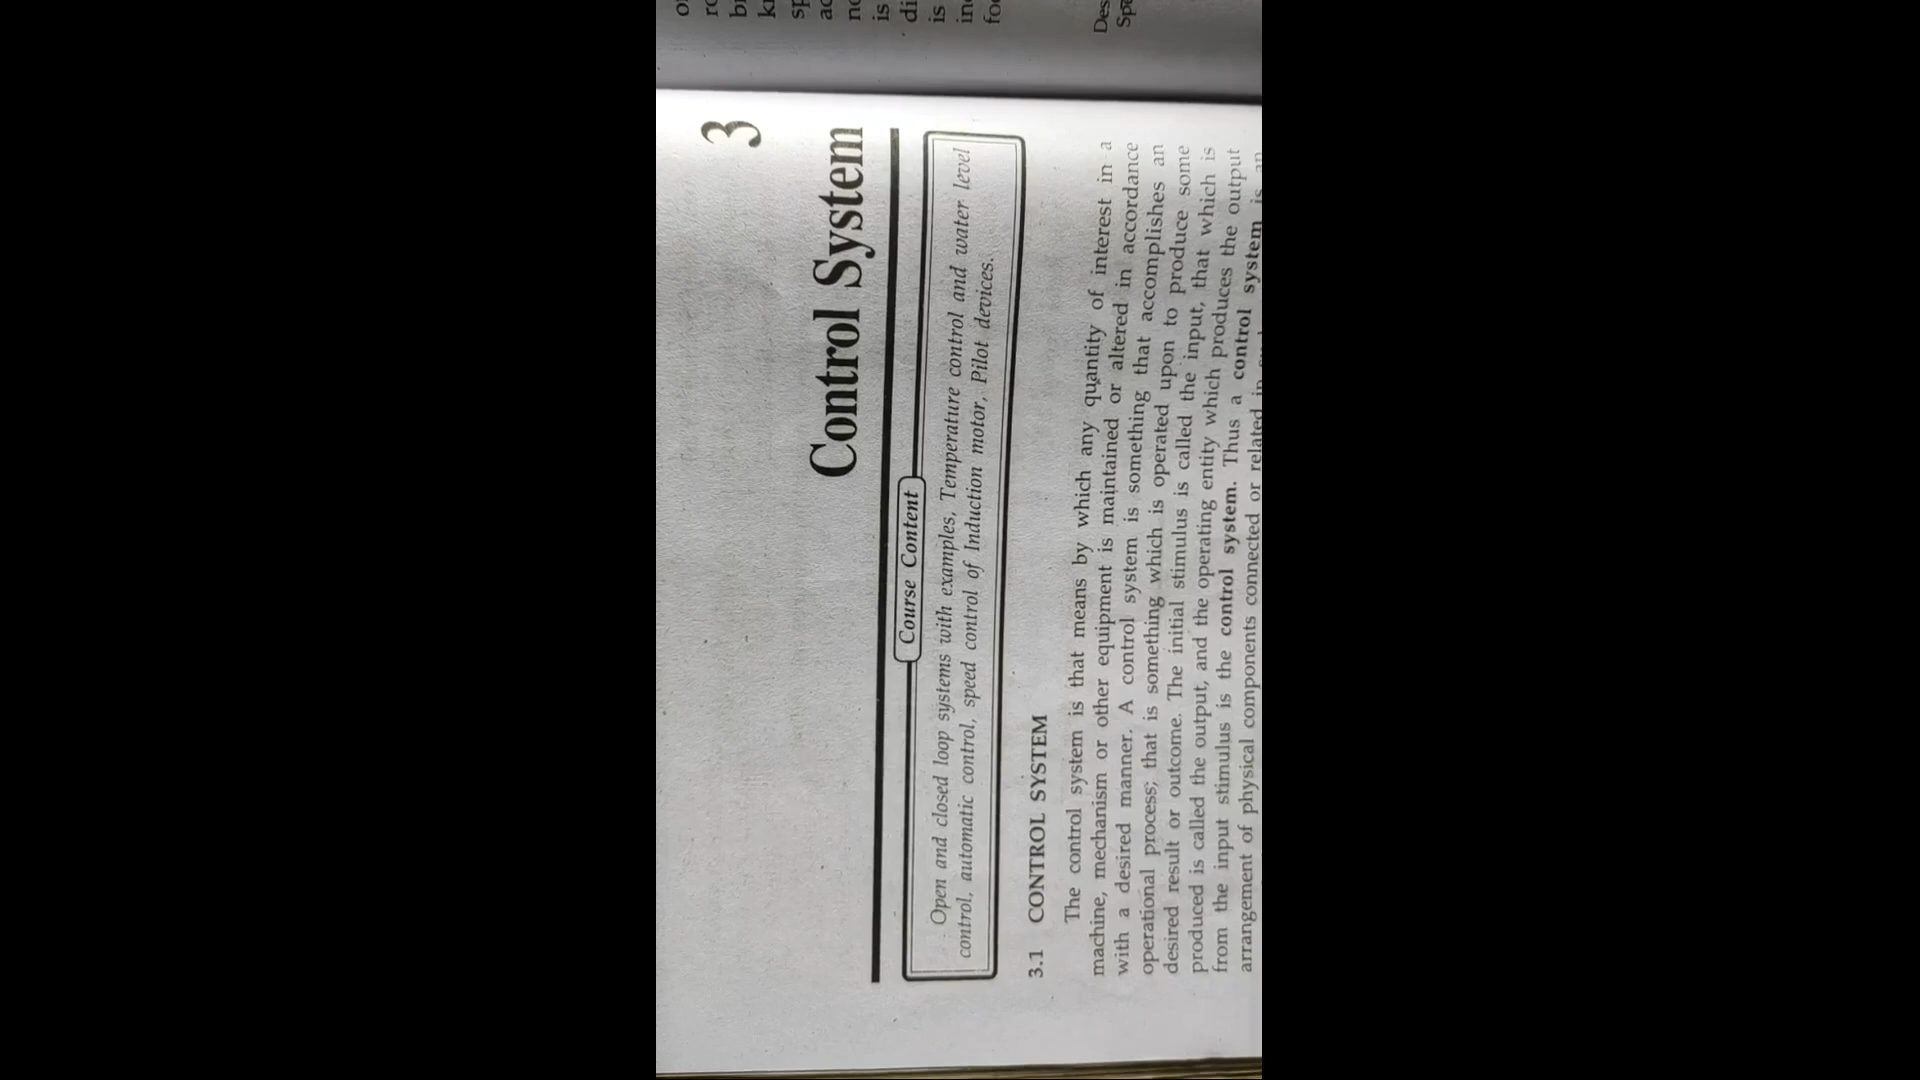 3
Control System
Course Content
Open and closed loop systems with examples, Temperature control and water level
control, automatic control, speed control of Induction motor, Pilot devices.
3.1 CONTROL SYSTEM
The control system is that means by which any quantity of interest in a
machine, mechanism or other equipment is maintained or altered in accordance
with a desired manner. A control system is something that accomplishes an
operational process; that is something which is operated upon to produce some
desired result or outcome. The initial stimulus is called the input, that which is
produced is called the output, and the operating entity which produces the output
from the input stimulus is the control system. Thus a control system is an
arrangement of physical components connected or related in